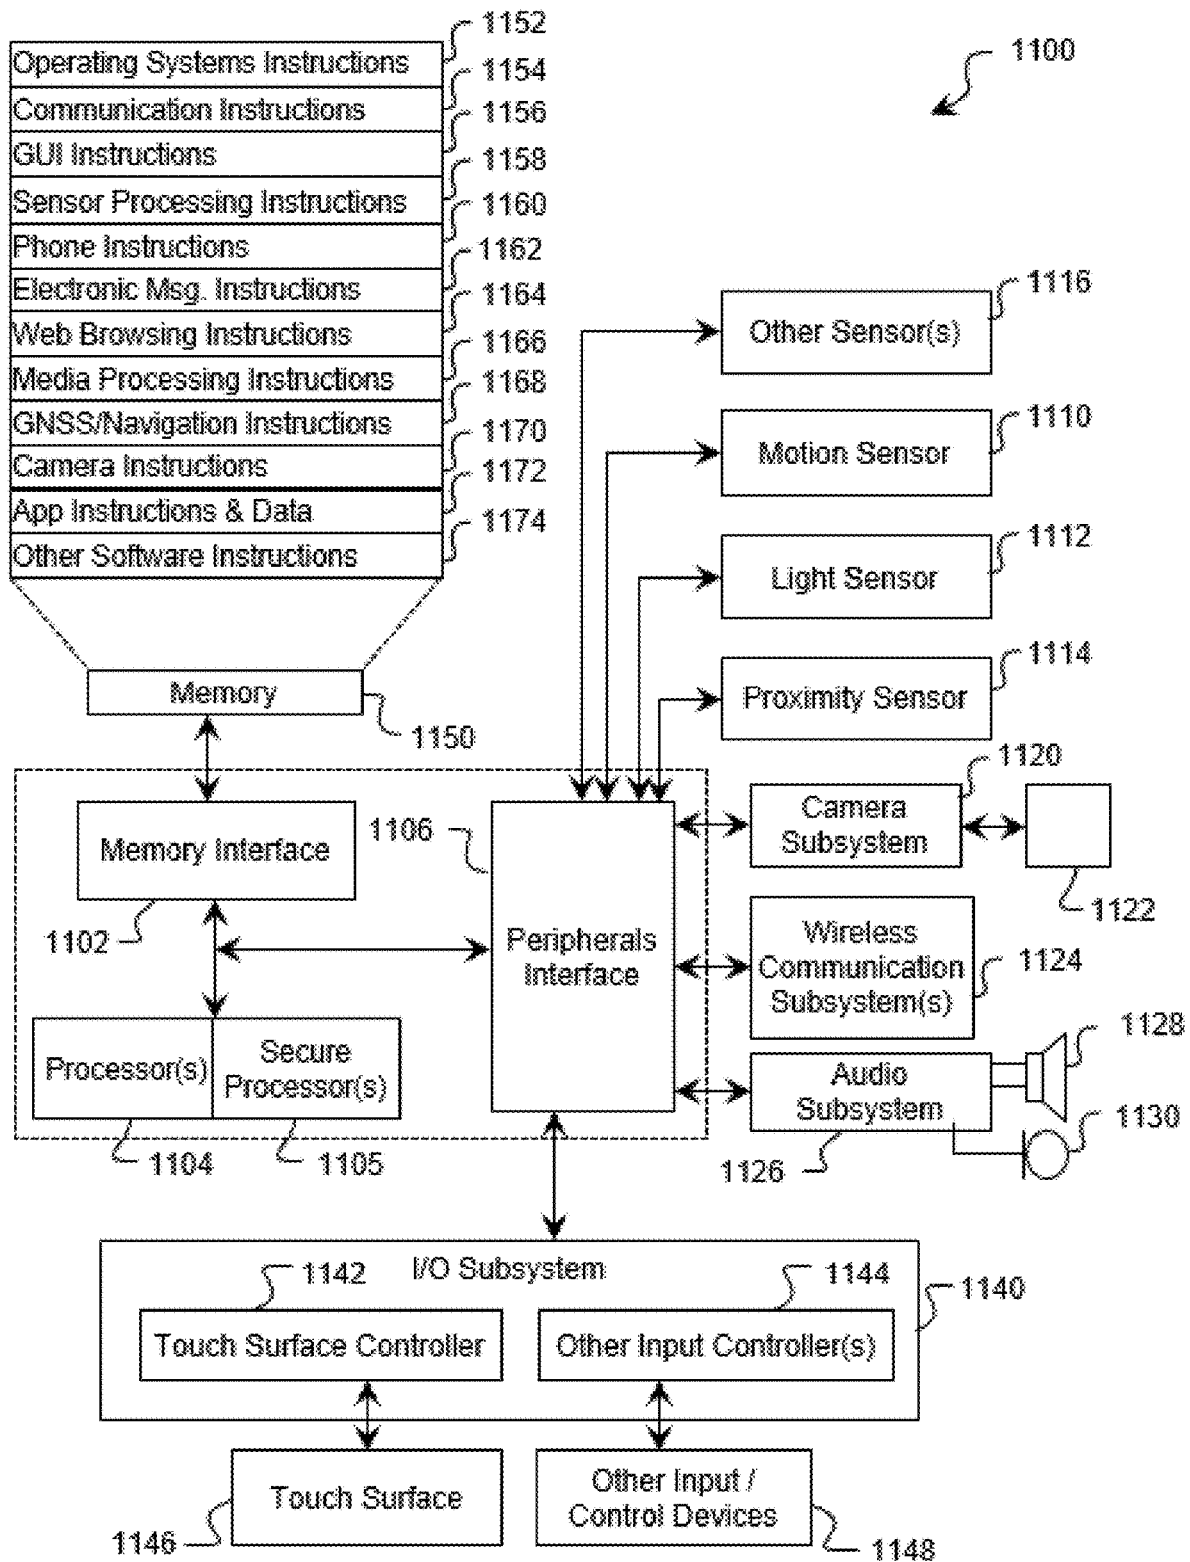 1152
Operating Systems Instructions
1154
Communication Instructions
1156
GUI Instructions
1158
Sensor Processing Instructions
1160
Phone Instructions
1162
Electronic Msg. Instructions
1164
Web Browsing Instructions
1166
Media Processing Instructions
1168
GNSS/Navigation Instructions
1170
Camera Instructions
1172
App Instructions & Data
1174
Other Software Instructions
1100
1116
Other Sensor(s)
1110
Motion Sensor
1112
Light Sensor
1114
Proximity Sensor
Memory
1150
1120
Camera
Subsystem
1122
Memory Interface
1102
1106
Peripherals
Interface
Wireless
Communication
Subsystem(s)
1124
Processor(s)
Secure
Processor(s)
1104
1105
Audio
Subsystem
1126
1128
1130
I/O Subsystem
1140
1142
Touch Surface Controller
1144
Other Input Controller(s)
Touch Surface
1146
Other Input /
Control Devices
1148